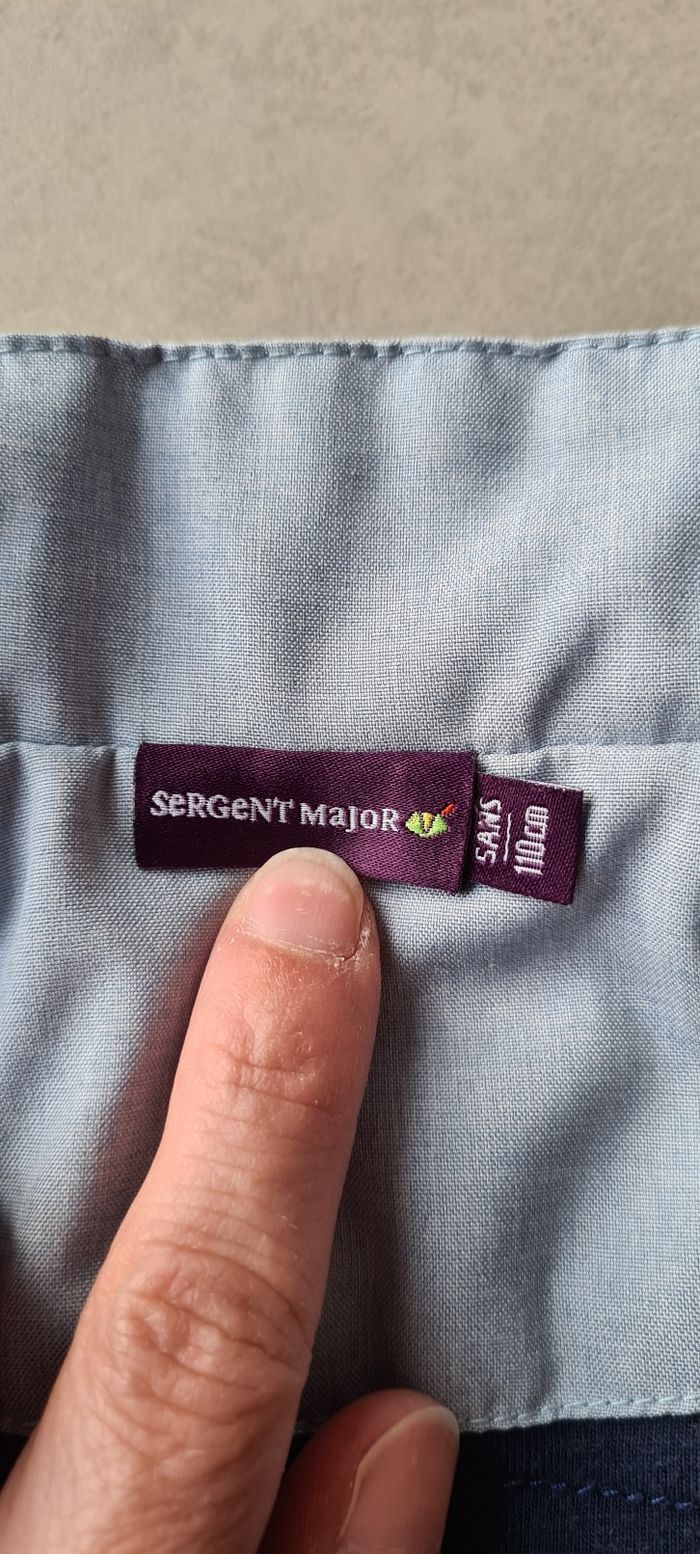 SeRGeNT MaJoR
5ANS
110cm